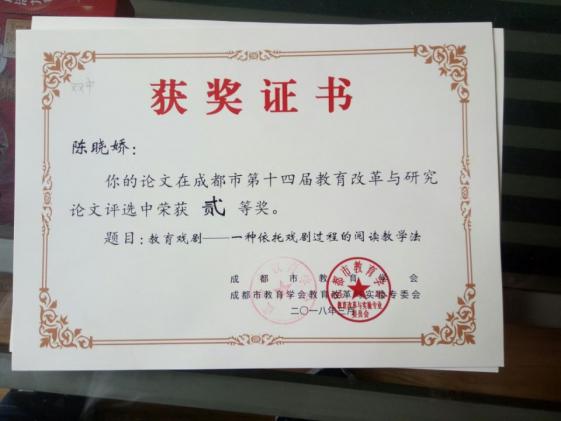 获奖证书
陈晓娇:
你的论文在成都市第十四届教育改革与研究
论文评选中荣获 贰 等奖。
题目:教育戏剧——一种依托戏剧过程的阅读教学法
成都市教育学会
成都市教育学会教育改革与实验专委会
二〇一八年三月